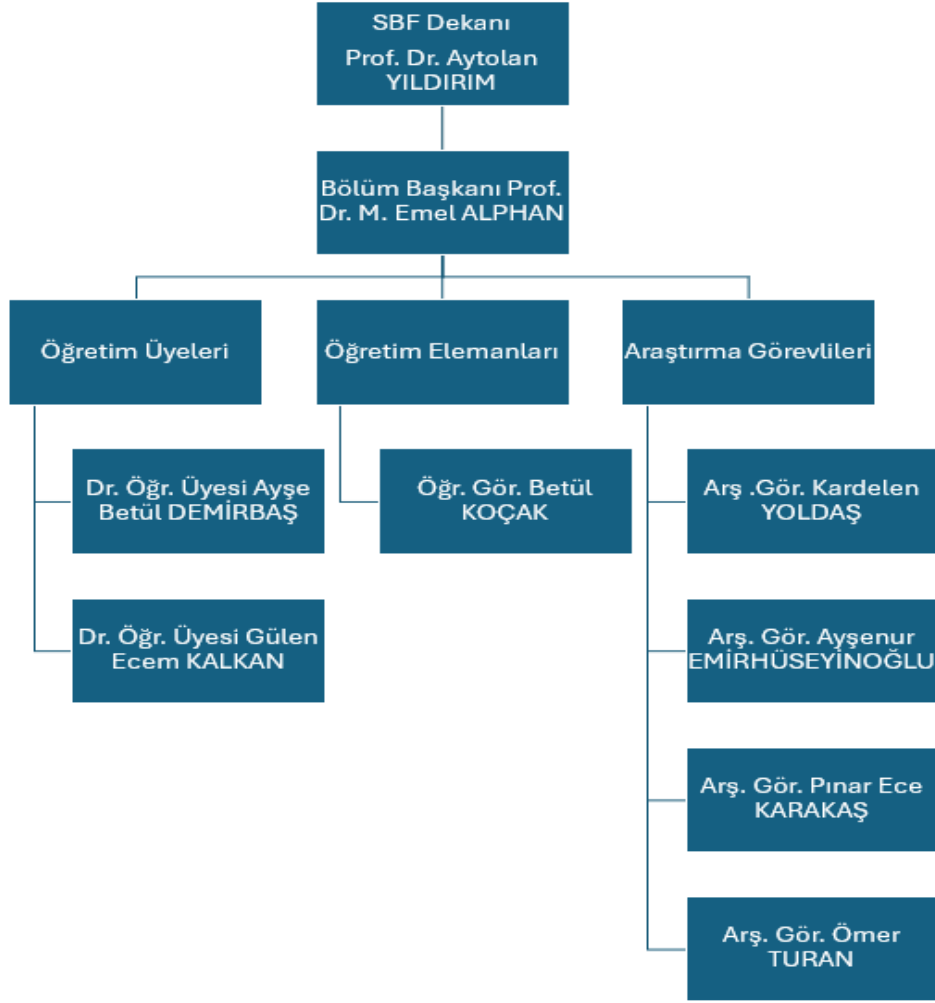 SBF Dekanı
Prof. Dr. Aytolan
YILDIRIM
Bölüm Başkanı Prof.
Dr. M. Emel ALPHAN
Öğretim Üyeleri
Öğretim Elemanları
Araştırma Görevlileri
Dr. Öğr. Üyesi Ayşe
Betül DEMİRBAŞ
Öğr. Gör. Betül
KOÇAK
Arş .Gör. Kardelen
YOLDAŞ
Dr. Öğr. Üyesi Gülen
Ecem KALKAN
Arş. Gör. Ayşenur
EMİRHÜSEYİNOĞLU
Arş. Gör. Pınar Ece
KARAKAŞ
Arş. Gör. Ömer
TURAN